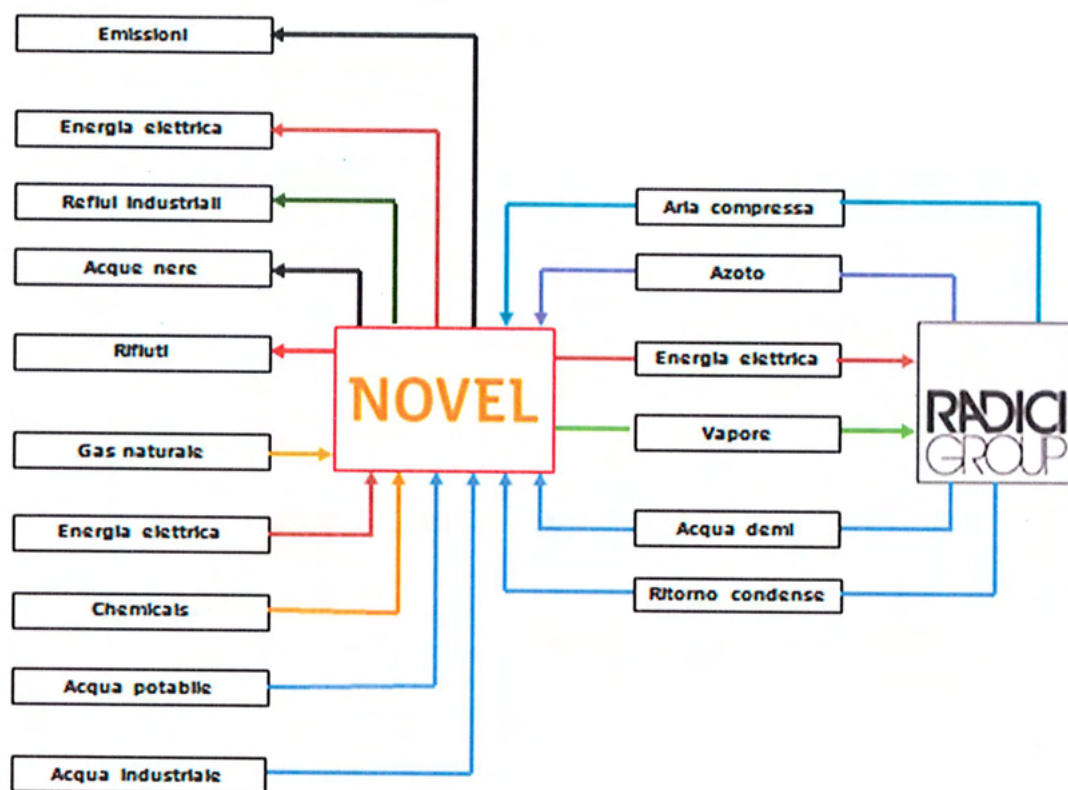 Emissioni
Energia elettrica
Reflui industriali
Acque nere
Rifiuti
Gas naturale
Energia elettrica
Chemicals
Acqua potabile
Acqua industriale
NOVEL
Aria compressa
Azoto
Energia elettrica
Vapore
Acqua demi
Ritorno condense
RADICI
GROUP